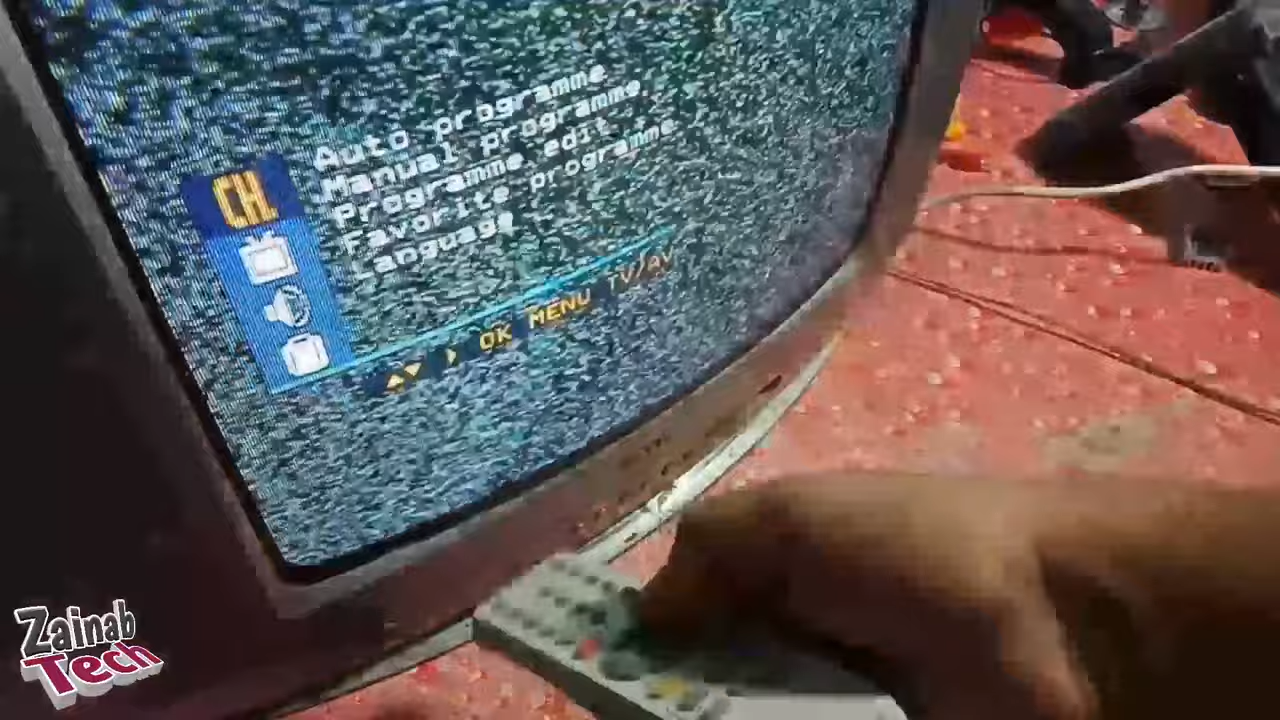 Auto programme
Manual programme
Programme edit
Favorite programme
Language
CH.
OK MENU TV/AV
Zainab
Tech